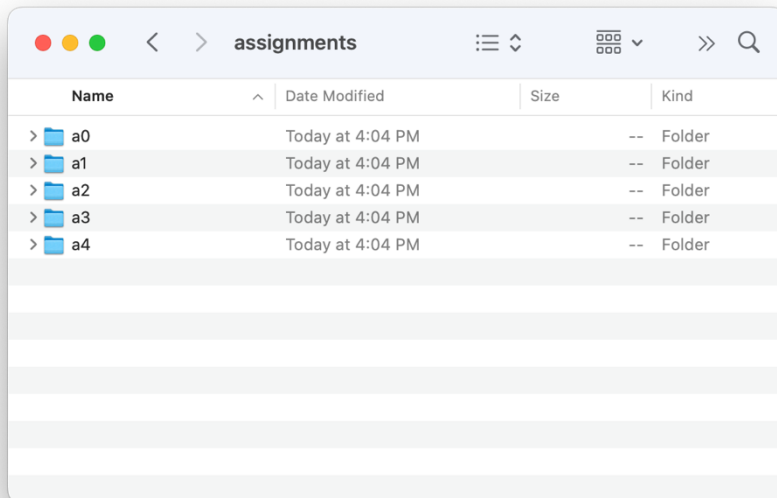 assignments
Name Date Modified Size Kind
a0 Today at 4:04 PM -- Folder
a1 Today at 4:04 PM -- Folder
a2 Today at 4:04 PM -- Folder
a3 Today at 4:04 PM -- Folder
a4 Today at 4:04 PM -- Folder